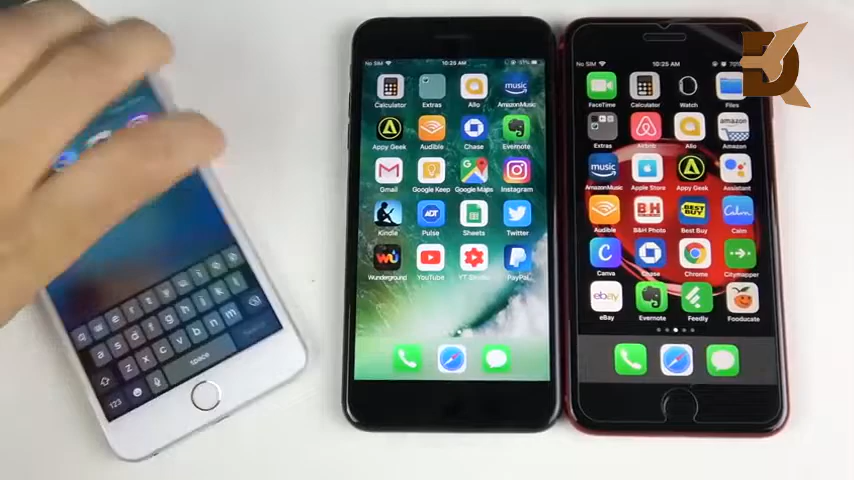 q w e r t y u i o p
a s d f g h j k l
z x c v b n m
123
space
No SIM 10:25 AM 51%
Calculator Extras Allo AmazonMusic
Appy Geek Audible Chase Evernote
Gmail Google Keep Google Maps Instagram
Kindle Pulse Sheets Twitter
Wunderground YouTube YT Studio PayPal
No SIM 10:25 AM
FaceTime Calculator Watch Files
Extras Airbnb Allo Amazon
AmazonMusic Apple Store Appy Geek Assistant
Audible B&H Photo Best Buy Calm
Canva Chase Chrome Citymapper
eBay Evernote Feedly Fooducate